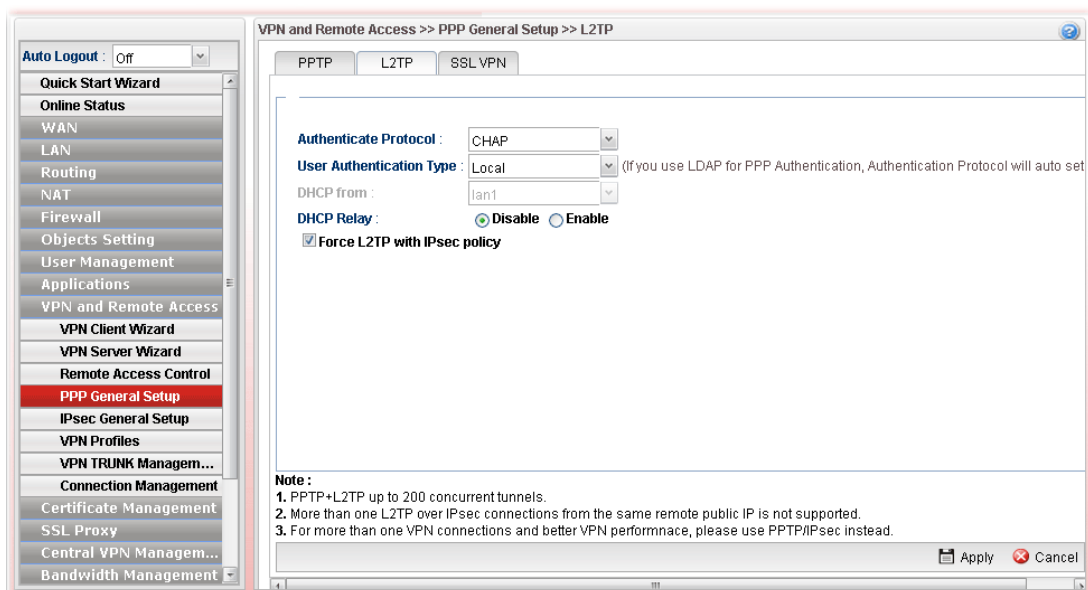 VPN and Remote Access >> PPP General Setup >> L2TP
Auto Logout : Off
Quick Start Wizard
Online Status
WAN
LAN
Routing
NAT
Firewall
Objects Setting
User Management
Applications
VPN and Remote Access
VPN Client Wizard
VPN Server Wizard
Remote Access Control
PPP General Setup
IPsec General Setup
VPN Profiles
VPN TRUNK Managem...
Connection Management
Certificate Management
SSL Proxy
Central VPN Managem...
Bandwidth Management
PPTP L2TP SSL VPN
Authenticate Protocol : CHAP
User Authentication Type : Local (If you use LDAP for PPP Authentication, Authentication Protocol will auto set
DHCP from : lan1
DHCP Relay : Disable Enable
Force L2TP with IPsec policy
Note :
1. PPTP+L2TP up to 200 concurrent tunnels.
2. More than one L2TP over IPsec connections from the same remote public IP is not supported.
3. For more than one VPN connections and better VPN performnace, please use PPTP/IPsec instead.
Apply Cancel